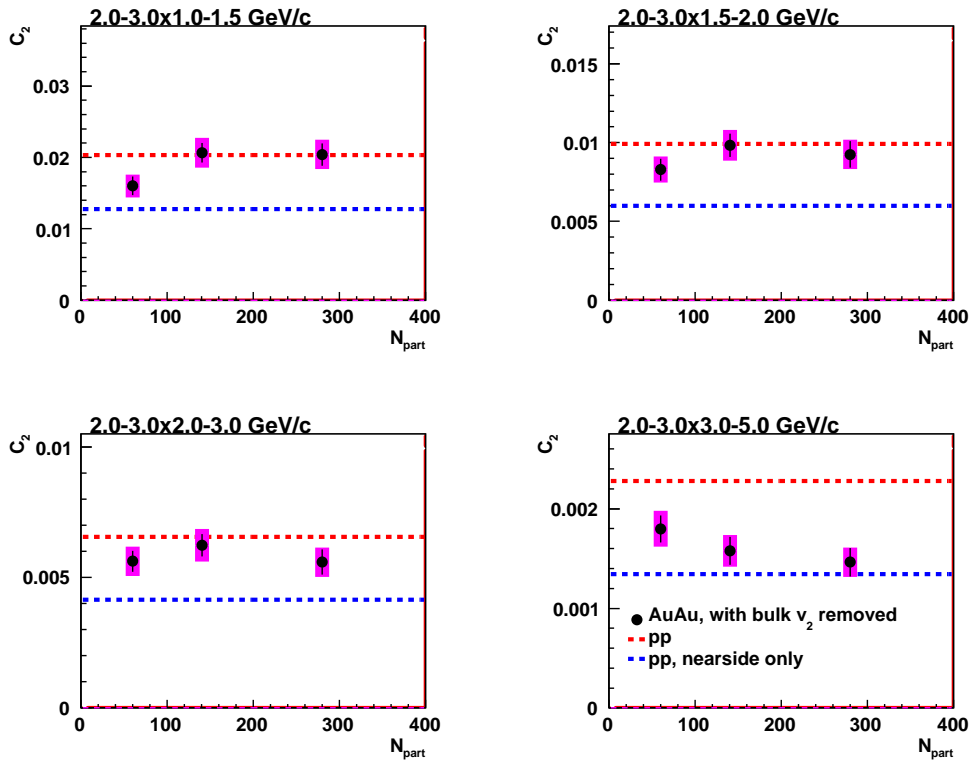 2.0-3.0x1.0-1.5 GeV/c
C2
0.03
0.02
0.01
0
0 100 200 300 400
Npart
2.0-3.0x1.5-2.0 GeV/c
C2
0.015
0.01
0.005
0
0 100 200 300 400
Npart
2.0-3.0x2.0-3.0 GeV/c
C2
0.01
0.005
0
0 100 200 300 400
Npart
2.0-3.0x3.0-5.0 GeV/c
C2
0.002
0.001
0
AuAu, with bulk v2 removed
pp
pp, nearside only
0 100 200 300 400
Npart